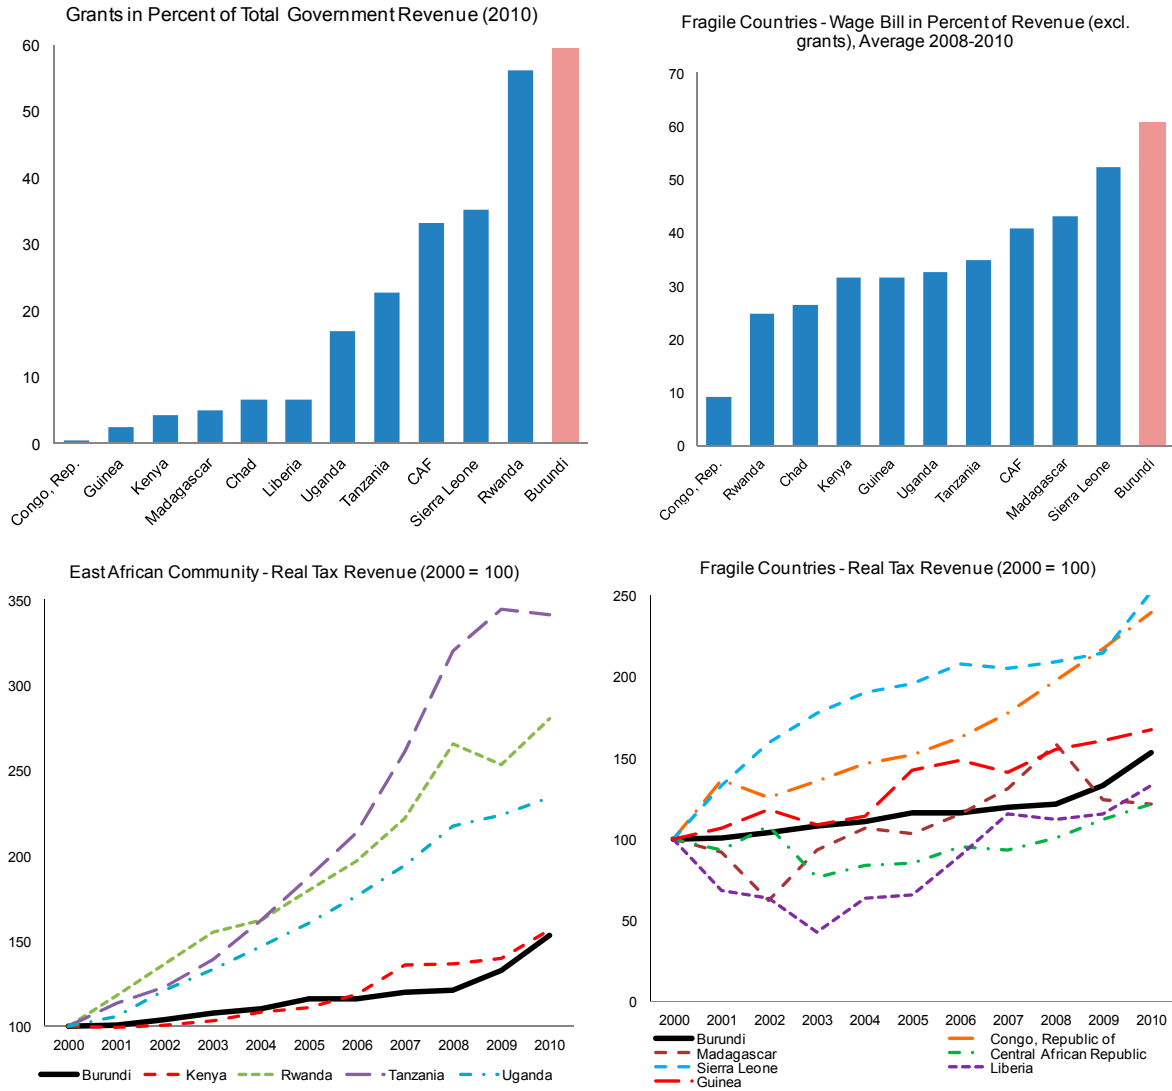 Grants in Percent of Total Government Revenue (2010)
60
50
40
30
20
10
0
Congo, Rep.
Guinea
Kenya
Madagascar
Chad
Liberia
Uganda
Tanzania
CAF
Sierra Leone
Rwanda
Burundi
Fragile Countries - Wage Bill in Percent of Revenue (excl.
grants), Average 2008-2010
70
60
50
40
30
20
10
0
Congo, Rep.
Rwanda
Chad
Kenya
Guinea
Uganda
Tanzania
CAF
Madagascar
Sierra Leone
Burundi
East African Community - Real Tax Revenue (2000 = 100)
350
300
250
200
150
100
2000 2001 2002 2003 2004 2005 2006 2007 2008 2009 2010
Burundi Kenya Rwanda Tanzania Uganda
Fragile Countries - Real Tax Revenue (2000 = 100)
250
200
150
100
50
0
2000 2001 2002 2003 2004 2005 2006 2007 2008 2009 2010
Burundi Congo, Republic of
Madagascar Central African Republic
Sierra Leone Liberia
Guinea